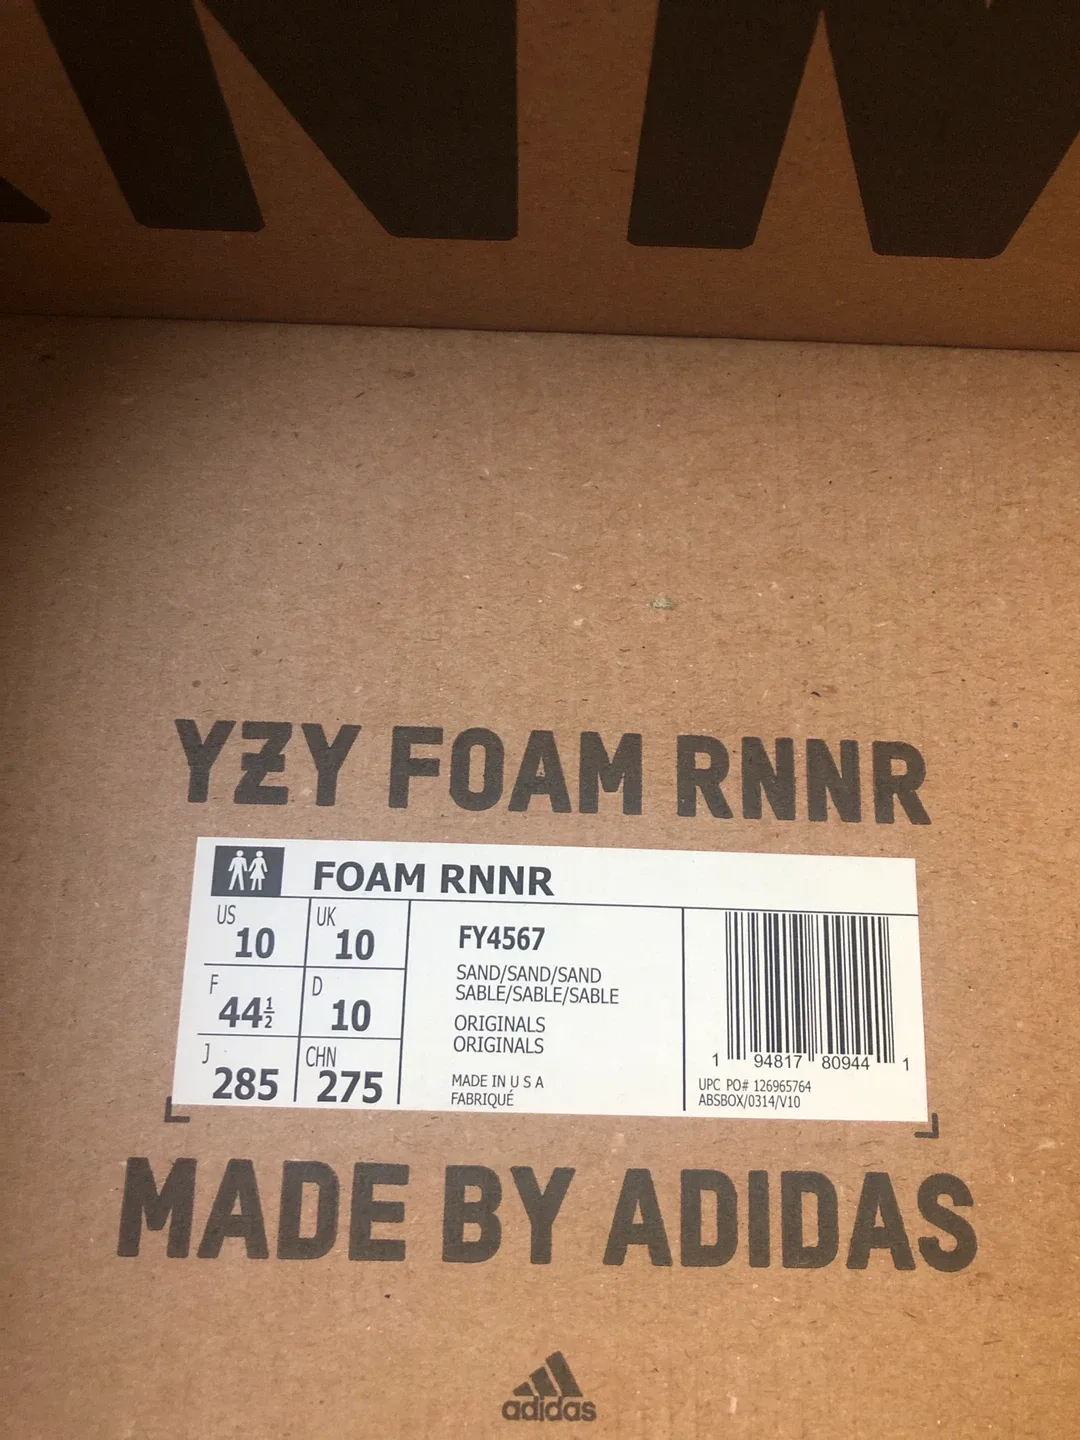 YZY FOAM RNNR
FOAM RNNR
US 10
UK 10
F 44½
D 10
J 285
CHN 275
FY4567
SAND/SAND/SAND
SABLE/SABLE/SABLE
ORIGINALS
ORIGINALS
MADE IN U S A
FABRIQUÉ
1 94817 80944 1
UPC PO# 126965764
ABSBOX/0314/V10
MADE BY ADIDAS
adidas